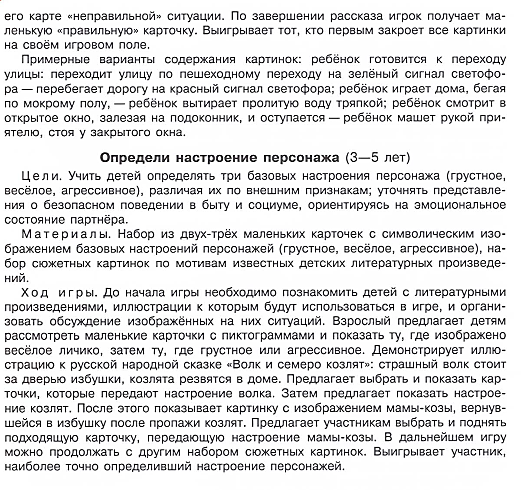 его карте «неправильной» ситуации. По завершении рассказа игрок получает ма-
ленькую «правильную» карточку. Выигрывает тот, кто первым закроет все картинки
на своём игровом поле.
Примерные варианты содержания картинок: ребёнок готовится к переходу
улицы: переходит улицу по пешеходному переходу на зелёный сигнал светофо-
ра — перебегает дорогу на красный сигнал светофора; ребёнок играет дома, бегая
по мокрому полу, — ребёнок вытирает пролитую воду тряпкой; ребёнок смотрит в
открытое окно, залезая на подоконник, и оступается — ребёнок машет рукой при-
ятелю, стоя у закрытого окна.
Определи настроение персонажа (3—5 лет)
Цели. Учить детей определять три базовых настроения персонажа (грустное,
весёлое, агрессивное), различая их по внешним признакам; уточнять представле-
ния о безопасном поведении в быту и социуме, ориентируясь на эмоциональное
состояние партнёра.
Материалы. Набор из двух-трёх маленьких карточек с символическим изо-
бражением базовых настроений персонажей (грустное, весёлое, агрессивное), на-
бор сюжетных картинок по мотивам известных детских литературных произведе-
ний.
Ход игры. До начала игры необходимо познакомить детей с литературными
произведениями, иллюстрации к которым будут использоваться в игре, и органи-
зовать обсуждение изображённых на них ситуаций. Взрослый предлагает детям
рассмотреть маленькие карточки с пиктограммами и показать ту, где изображено
весёлое личико, затем ту, где грустное или агрессивное. Демонстрирует иллю-
страцию к русской народной сказке «Волк и семеро козлят»: страшный волк стоит
за дверью избушки, козлята резвятся в доме. Предлагает выбрать и показать кар-
точки, которые передают настроение волка. Затем предлагает показать настрое-
ние козлят. После этого показывает картинку с изображением мамы-козы, вернув-
шейся в избушку после пропажи козлят. Предлагает участникам выбрать и поднять
подходящую карточку, передающую настроение мамы-козы. В дальнейшем игру
можно продолжать с другим набором сюжетных картинок. Выигрывает участник,
наиболее точно определивший настроение персонажей.